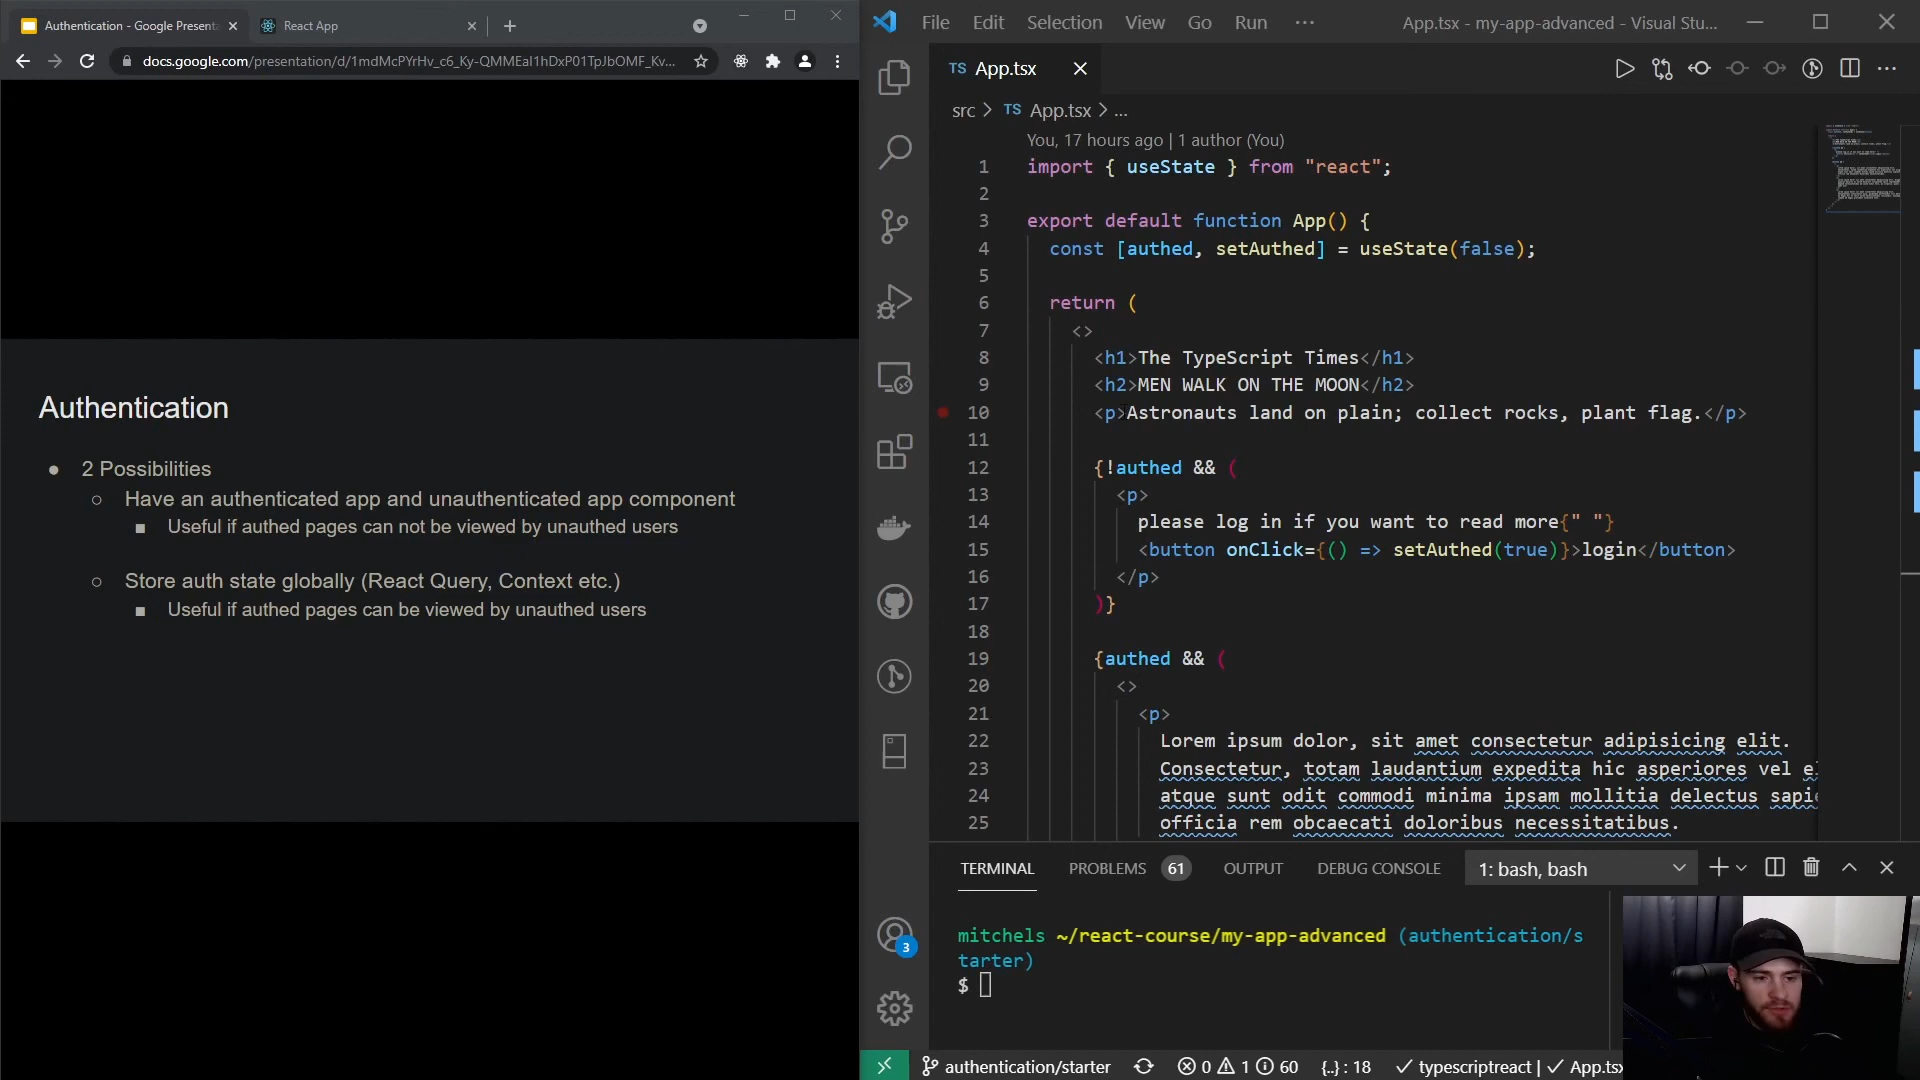 Authentication - Google Present
React App
docs.google.com/presentation/d/1mdMcPYrHv_c6_Ky-QMMEaI1hDxP01TpJbOMF_Kv...
Authentication
2 Possibilities
Have an authenticated app and unauthenticated app component
Useful if authed pages can not be viewed by unauthed users
Store auth state globally (React Query, Context etc.)
Useful if authed pages can be viewed by unauthed users
File Edit Selection View Go Run ···
App.tsx - my-app-advanced - Visual Stu...
TS App.tsx
src > TS App.tsx > ...
You, 17 hours ago | 1 author (You)
1 import { useState } from "react";
2
3 export default function App() {
4 const [authed, setAuthed] = useState(false);
5
6 return (
7 <>
8 <h1>The TypeScript Times</h1>
9 <h2>MEN WALK ON THE MOON</h2>
10 <p>Astronauts land on plain; collect rocks, plant flag.</p>
11
12 {!authed && (
13 <p>
14 please log in if you want to read more{" "}
15 <button onClick={() => setAuthed(true)}>login</button>
16 </p>
17 )}
18
19 {authed && (
20 <>
21 <p>
22 Lorem ipsum dolor, sit amet consectetur adipisicing elit.
23 Consectetur, totam laudantium expedita hic asperiores vel e
24 atque sunt odit commodi minima ipsam mollitia delectus sapi
25 officia rem obcaecati doloribus necessitatibus.
TERMINAL PROBLEMS 61 OUTPUT DEBUG CONSOLE 1: bash, bash
mitchels ~/react-course/my-app-advanced (authentication/s
tarter)
$
3
authentication/starter 0 1 60 {..} : 18 ✓ typescriptreact | ✓ App.tsx